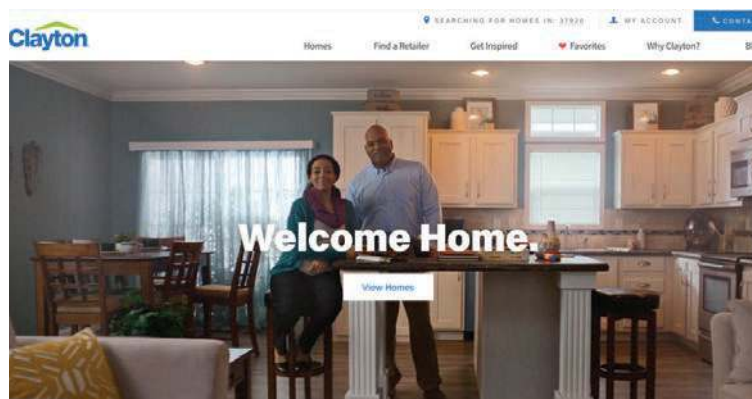 SEARCHING FOR HOMES IN: 37920 MY ACCOUNT CONTA
Clayton
Homes Find a Retailer Get Inspired Favorites Why Clayton? Bl
Welcome Home.
View Homes